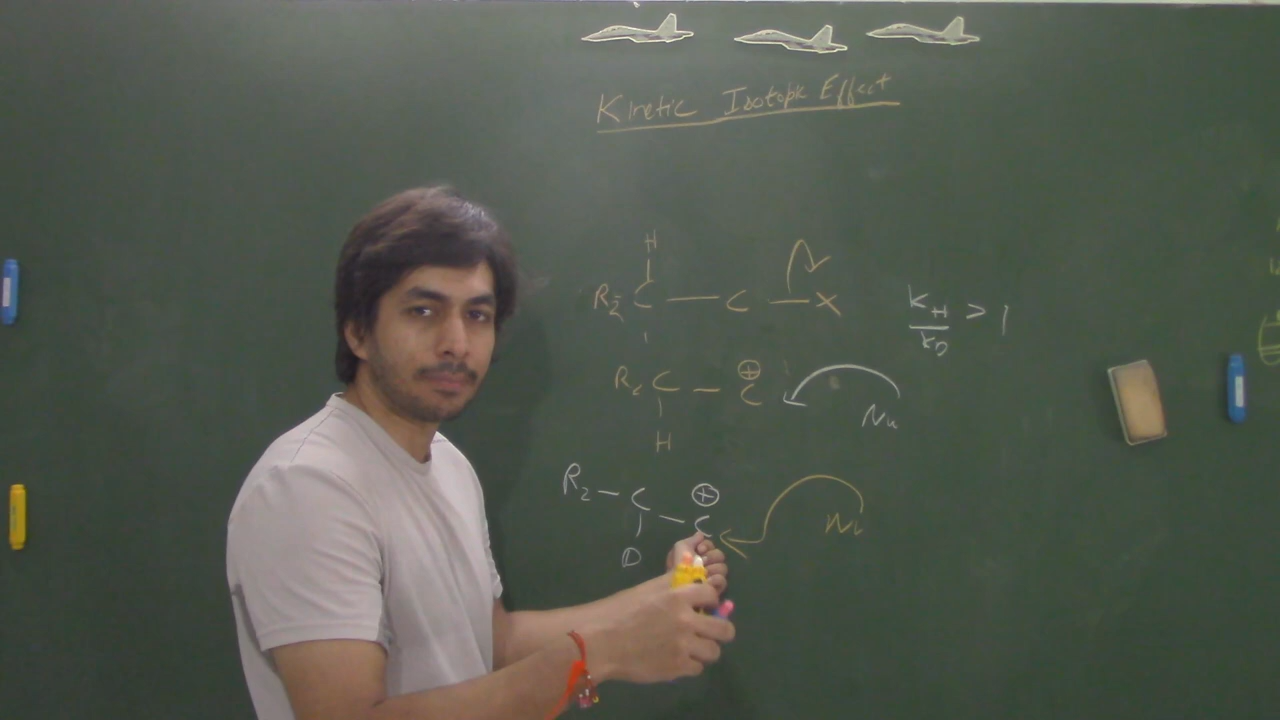 Kinetic Isotopic Effect
H
R2 C — C — X
kH / kD > 1
R2 C — C ⊕
Nu
H
R2 — C — C ⊕
Nu
D